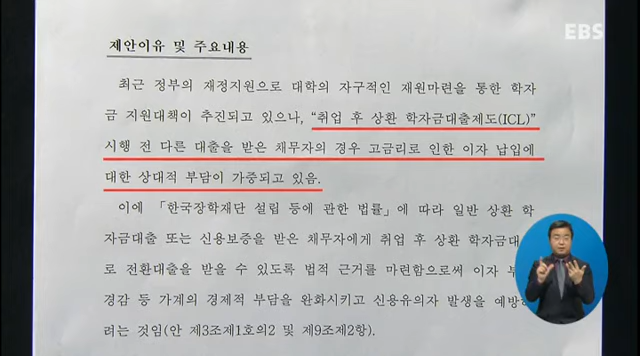 EBS
제안이유 및 주요내용
최근 정부의 재정지원으로 대학의 자구적인 재원마련을 통한 학자
금 지원대책이 추진되고 있으나, “취업 후 상환 학자금대출제도(ICL)”
시행 전 다른 대출을 받은 채무자의 경우 고금리로 인한 이자 납입에
대한 상대적 부담이 가중되고 있음.
이에 「한국장학재단 설립 등에 관한 법률」에 따라 일반 상환 학
자금대출 또는 신용보증을 받은 채무자에게 취업 후 상환 학자금대
로 전환대출을 받을 수 있도록 법적 근거를 마련함으로써 이자
경감 등 가계의 경제적 부담을 완화시키고 신용유의자 발생을 예방
려는 것임(안 제3조제1호의2 및 제9조제2항).